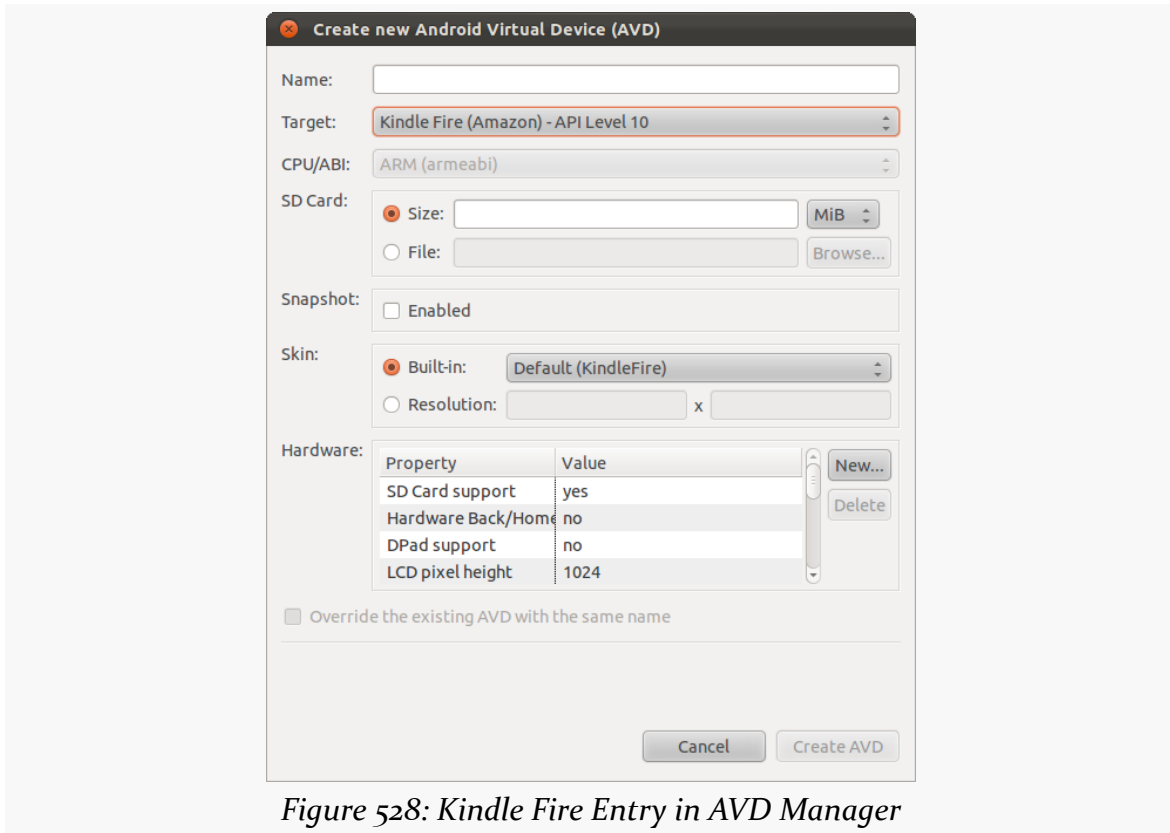 Create new Android Virtual Device (AVD)
Name:
Target: Kindle Fire (Amazon) - API Level 10
CPU/ABI: ARM (armeabi)
SD Card:
Size: MiB
File: Browse...
Snapshot:
Enabled
Skin:
Built-in: Default (KindleFire)
Resolution: x
Hardware:
Property Value New...
SD Card support yes
Delete
Hardware Back/Home no
DPad support no
LCD pixel height 1024
Override the existing AVD with the same name
Cancel Create AVD
Figure 528: Kindle Fire Entry in AVD Manager